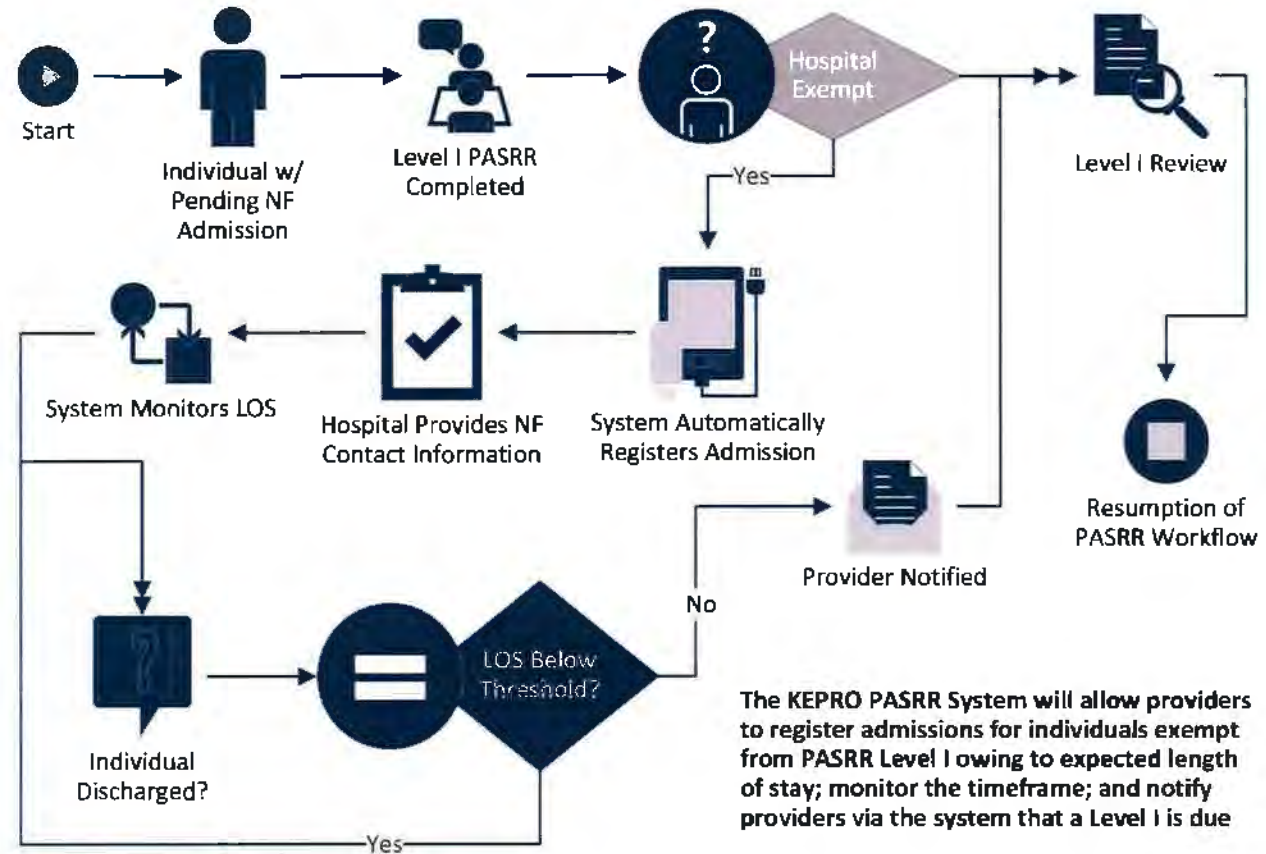 Start
Individual w/
Pending NF
Admission
Level I PASRR
Completed
?
Hospital
Exempt
Level I Review
Yes
System Monitors LOS
Hospital Provides NF
Contact Information
System Automatically
Registers Admission
Resumption of
PASRR Workflow
Provider Notified
No
?
LOS Below
Threshold?
Individual
Discharged?
Yes
The KEPRO PASRR System will allow providers
to register admissions for individuals exempt
from PASRR Level I owing to expected length
of stay; monitor the timeframe; and notify
providers via the system that a Level I is due